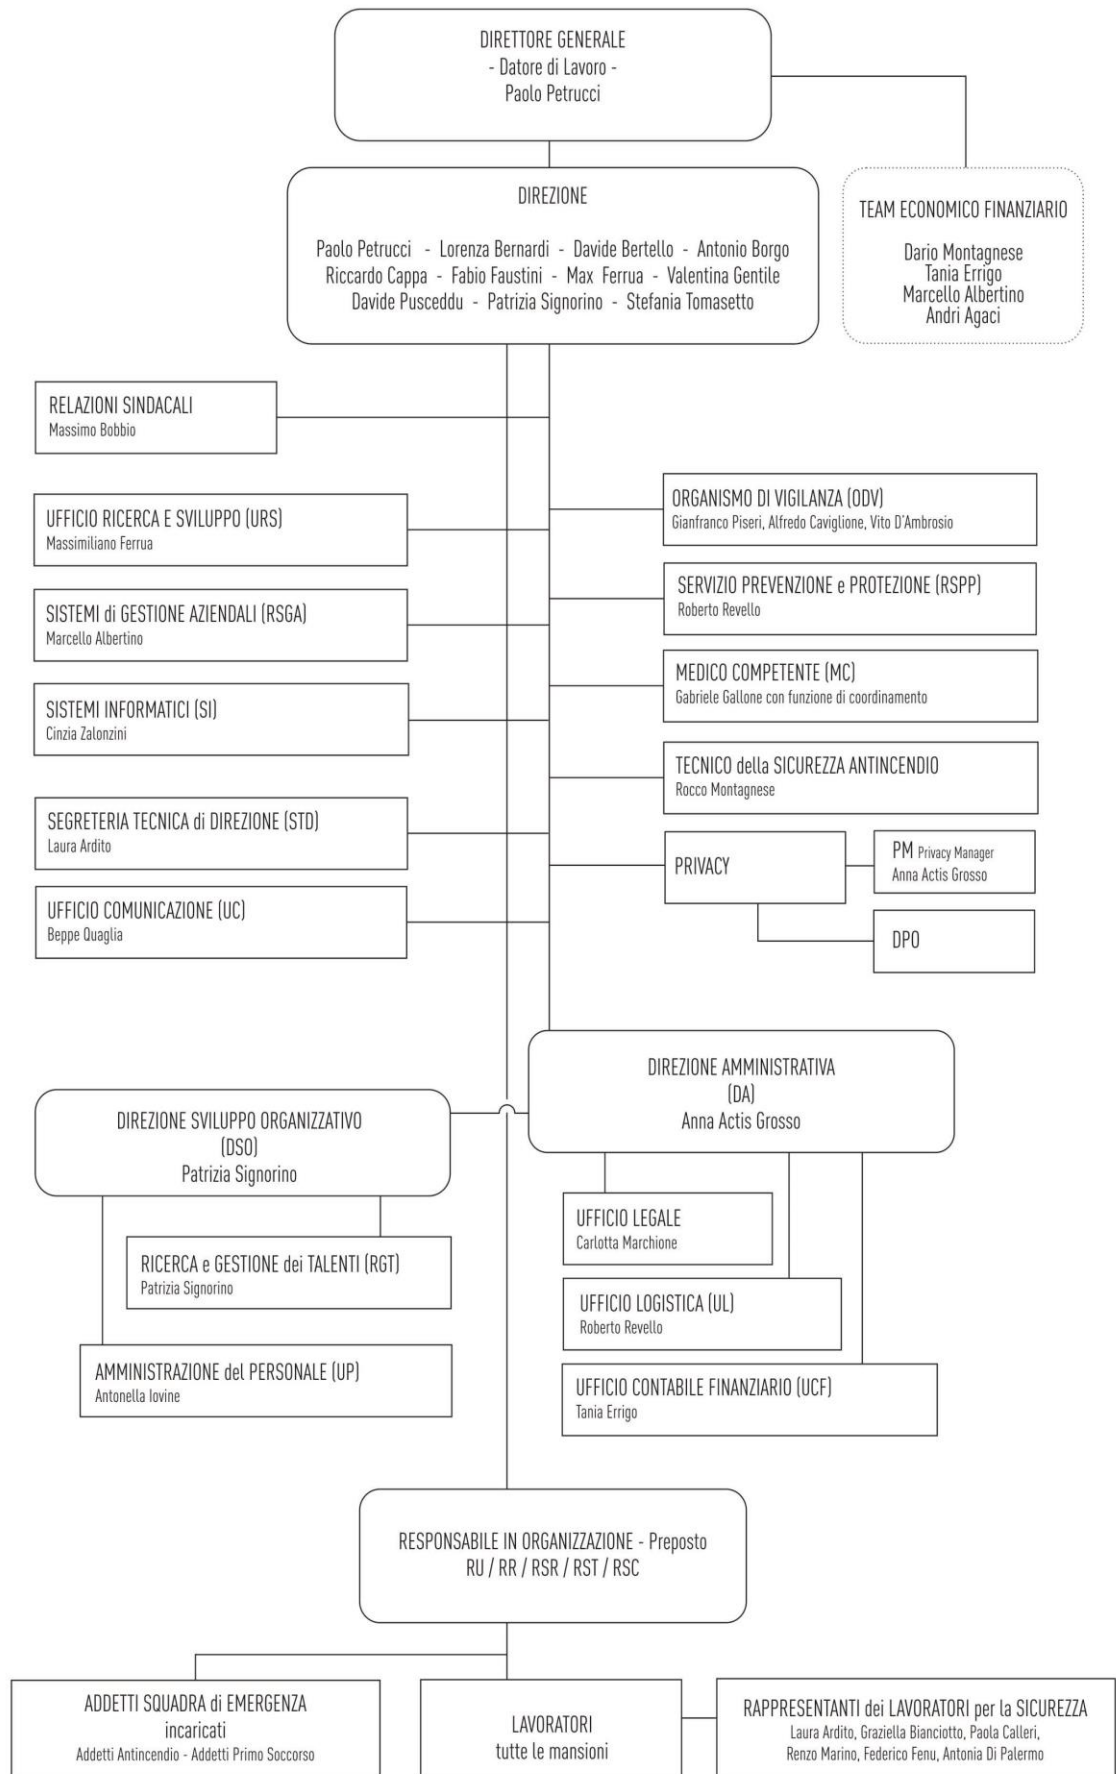 DIRETTORE GENERALE
- Datore di Lavoro -
Paolo Petrucci
DIREZIONE
Paolo Petrucci - Lorenza Bernardi - Davide Bertello - Antonio Borgo
Riccardo Cappa - Fabio Faustini - Max Ferrua - Valentina Gentile
Davide Pusceddu - Patrizia Signorino - Stefania Tomasetto
TEAM ECONOMICO FINANZIARIO
Dario Montagnese
Tania Errigo
Marcello Albertino
Andri Agaci
RELAZIONI SINDACALI
Massimo Bobbio
UFFICIO RICERCA E SVILUPPO (URS)
Massimiliano Ferrua
SISTEMI di GESTIONE AZIENDALI (RSGA)
Marcello Albertino
SISTEMI INFORMATICI (SI)
Cinzia Zalonzini
SEGRETERIA TECNICA di DIREZIONE (STD)
Laura Ardito
UFFICIO COMUNICAZIONE (UC)
Beppe Quaglia
ORGANISMO DI VIGILANZA (ODV)
Gianfranco Piseri, Alfredo Caviglione, Vito D'Ambrosio
SERVIZIO PREVENZIONE e PROTEZIONE (RSPP)
Roberto Revello
MEDICO COMPETENTE (MC)
Gabriele Gallone con funzione di coordinamento
TECNICO della SICUREZZA ANTINCENDIO
Rocco Montagnese
PRIVACY
PM Privacy Manager
Anna Actis Grosso
DPO
DIREZIONE AMMINISTRATIVA
(DA)
Anna Actis Grosso
DIREZIONE SVILUPPO ORGANIZZATIVO
(DSO)
Patrizia Signorino
RICERCA e GESTIONE dei TALENTI (RGT)
Patrizia Signorino
AMMINISTRAZIONE del PERSONALE (UP)
Antonella Iovine
UFFICIO LEGALE
Carlotta Marchione
UFFICIO LOGISTICA (UL)
Roberto Revello
UFFICIO CONTABILE FINANZIARIO (UCF)
Tania Errigo
RESPONSABILE IN ORGANIZZAZIONE - Preposto
RU / RR / RSR / RST / RSC
ADDETTI SQUADRA di EMERGENZA
incaricati
Addetti Antincendio - Addetti Primo Soccorso
LAVORATORI
tutte le mansioni
RAPPRESENTANTI dei LAVORATORI per la SICUREZZA
Laura Ardito, Graziella Bianciotto, Paola Calleri,
Renzo Marino, Federico Fenu, Antonia Di Palermo